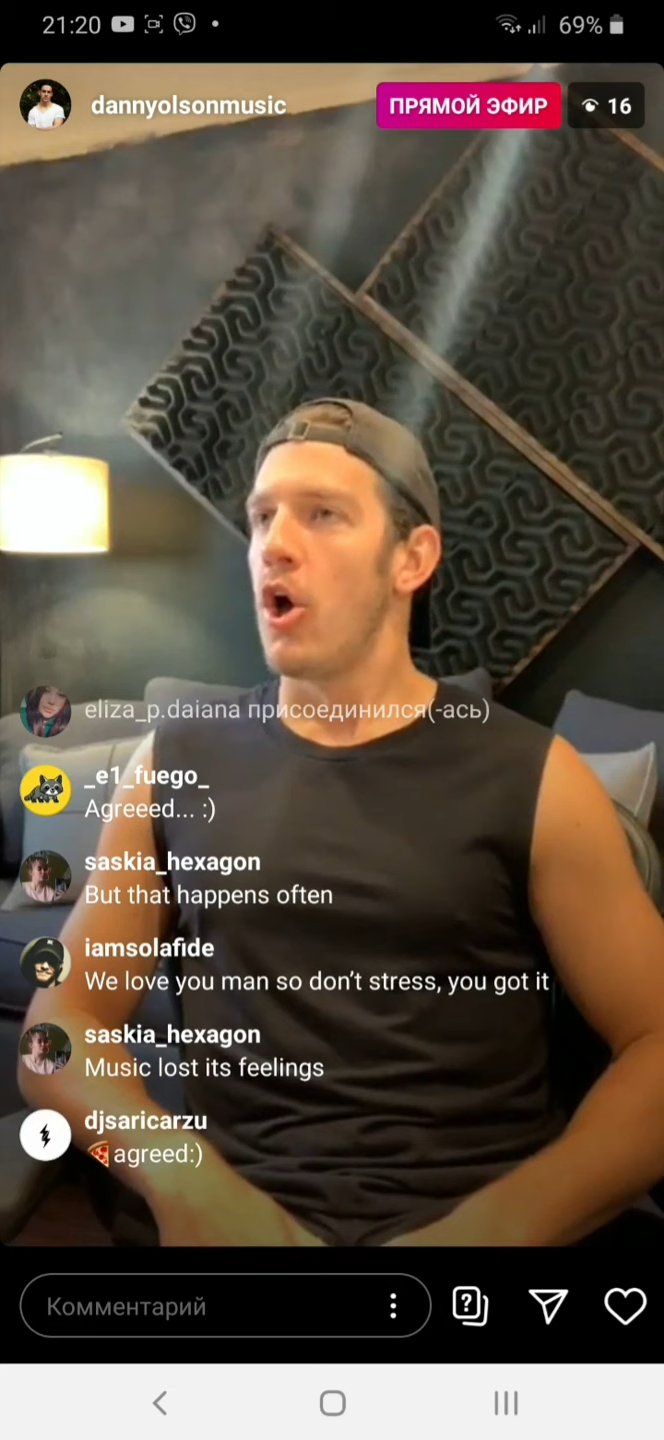 21:20
69%
dannyolsonmusic
ПРЯМОЙ ЭФИР
16
eliza_p.daiana присоединился(-ась)
_e1_fuego_
Agreeed... :)
saskia_hexagon
But that happens often
iamsolafide
We love you man so don't stress, you got it
saskia_hexagon
Music lost its feelings
djsaricarzu
🍕agreed:)
Комментарий